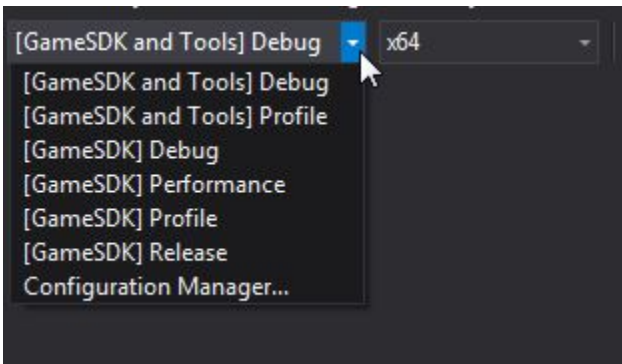 [GameSDK and Tools] Debug x64
[GameSDK and Tools] Debug
[GameSDK and Tools] Profile
[GameSDK] Debug
[GameSDK] Performance
[GameSDK] Profile
[GameSDK] Release
Configuration Manager...